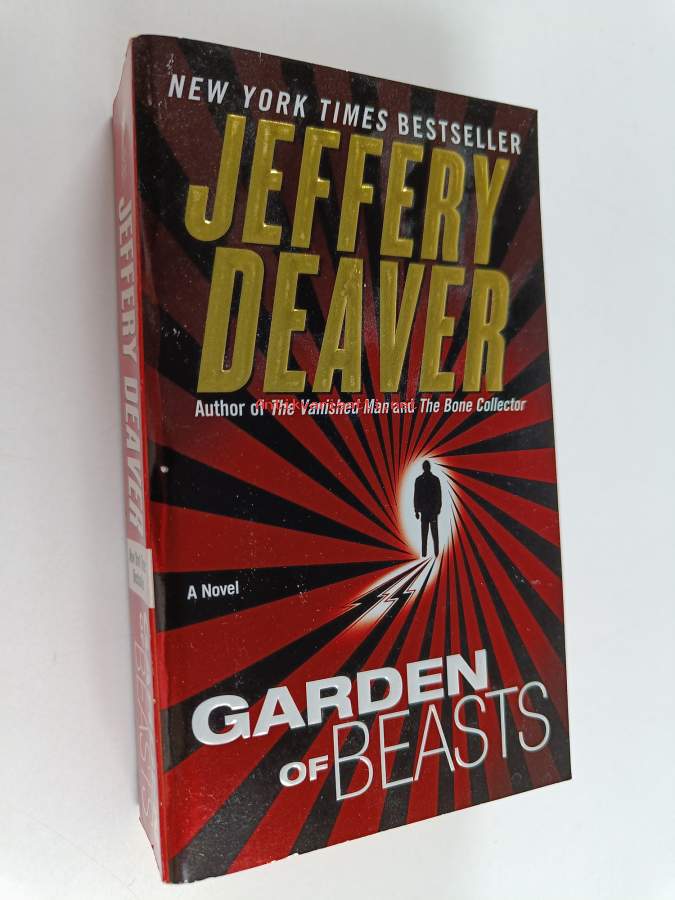 NEW YORK TIMES BESTSELLER
JEFFERY
DEAVER
Author of The Vanished Man and The Bone Collector
A Novel
GARDEN
OF BEASTS
JEFFERY DEAVER
BEASTS